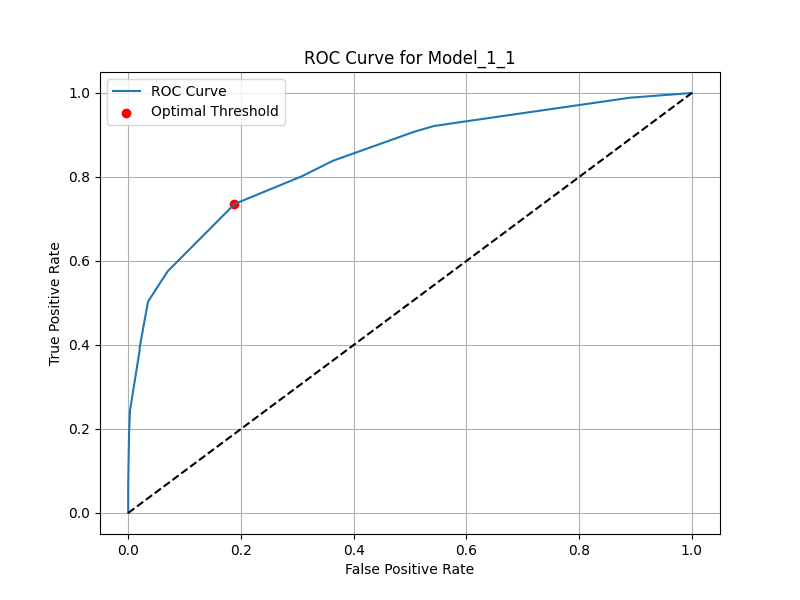 ROC Curve for Model_1_1
ROC Curve
Optimal Threshold
True Positive Rate
1.0
0.8
0.6
0.4
0.2
0.0
0.0 0.2 0.4 0.6 0.8 1.0
False Positive Rate